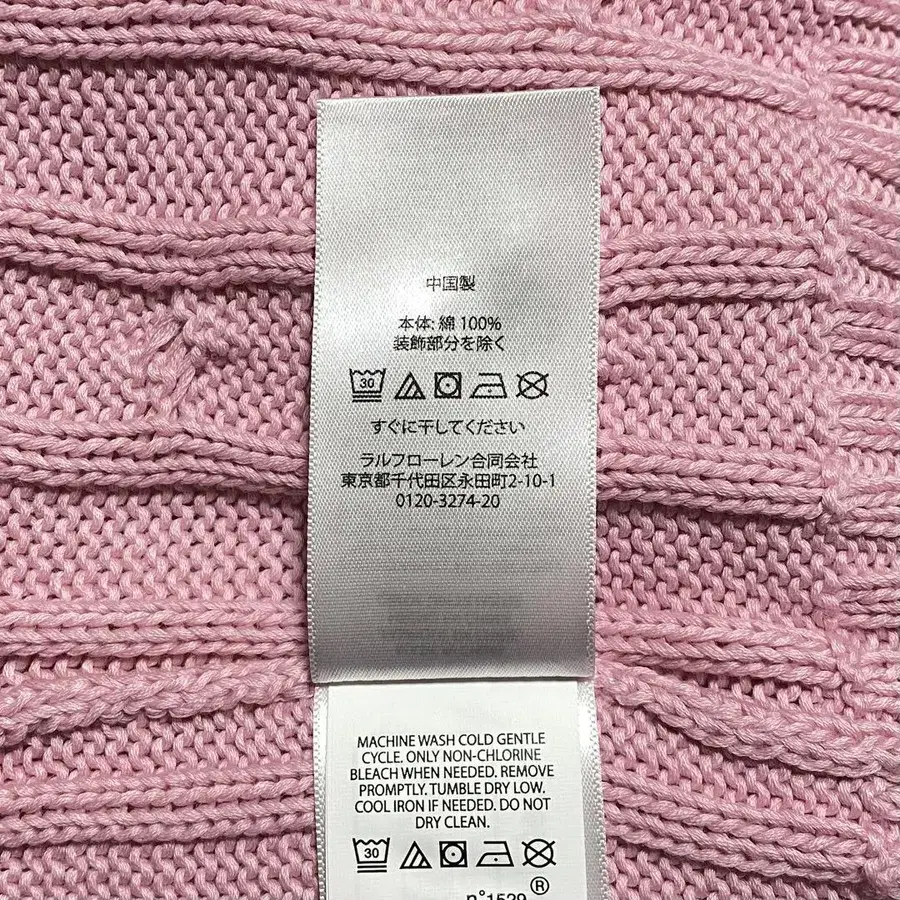 中国製
本体: 綿 100%
装飾部分を除く
30
すぐに干してください
ラルフローレン合同会社
東京都千代田区永田町2-10-1
0120-3274-20
MACHINE WASH COLD GENTLE
CYCLE. ONLY NON-CHLORINE
BLEACH WHEN NEEDED. REMOVE
PROMPTLY. TUMBLE DRY LOW.
COOL IRON IF NEEDED. DO NOT
DRY CLEAN.
30
n°1529 ®